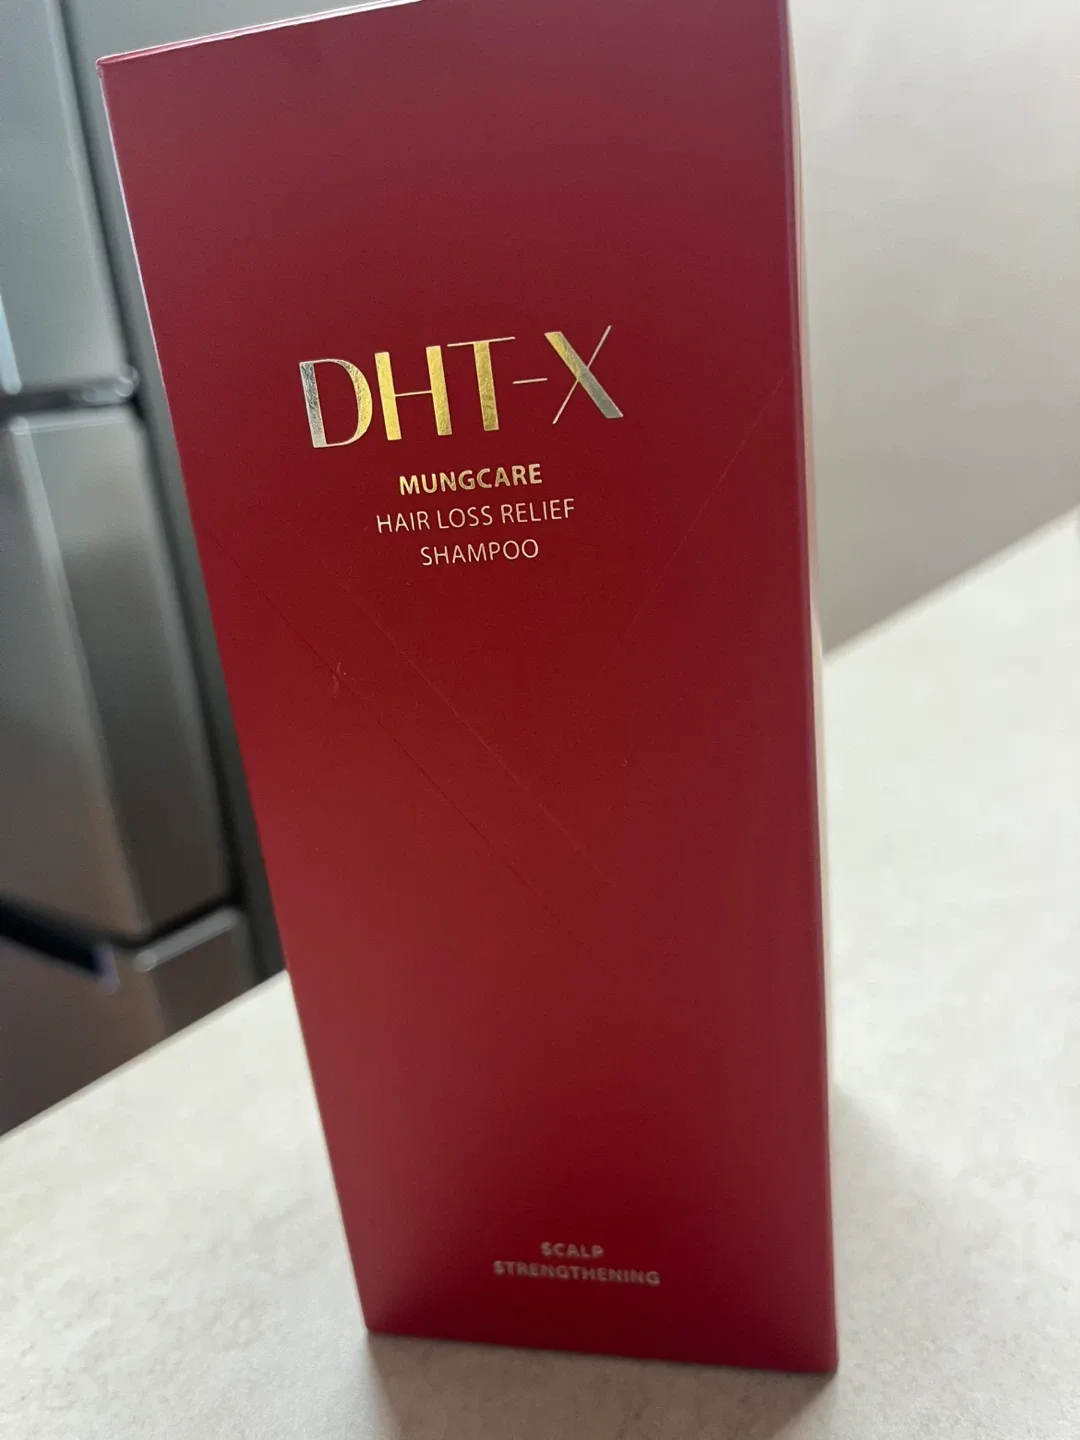 DHT-X
MUNGCARE
HAIR LOSS RELIEF
SHAMPOO
SCALP
STRENGTHENING